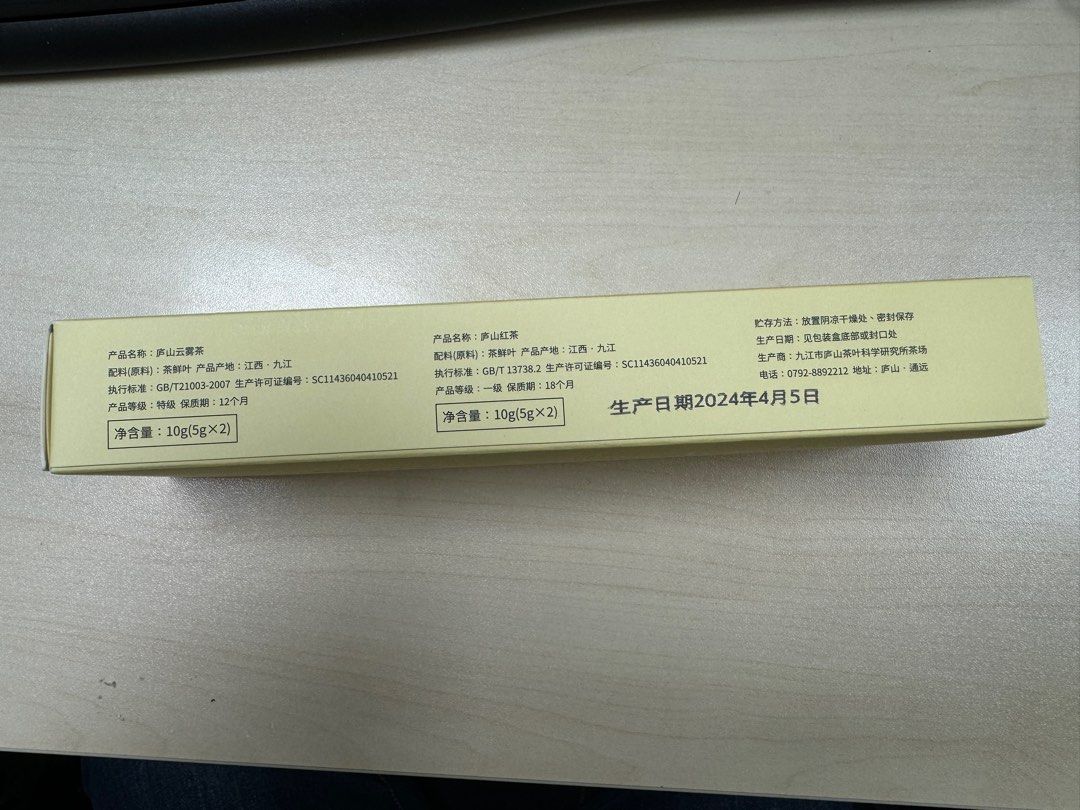 产品名称：庐山云雾茶
配料(原料)：茶鲜叶 产品产地：江西·九江
执行标准：GB/T21003-2007 生产许可证编号：SC11436040410521
产品等级：特级 保质期：12个月
净含量：10g(5g×2)
产品名称：庐山红茶
配料(原料)：茶鲜叶 产品产地：江西·九江
执行标准：GB/T 13738.2 生产许可证编号：SC11436040410521
产品等级：一级 保质期：18个月
净含量：10g(5g×2)
贮存方法：放置阴凉干燥处、密封保存
生产日期：见包装盒底部或封口处
生产商：九江市庐山茶叶科学研究所茶场
电话：0792-8892212 地址：庐山·通远
生产日期2024年4月5日